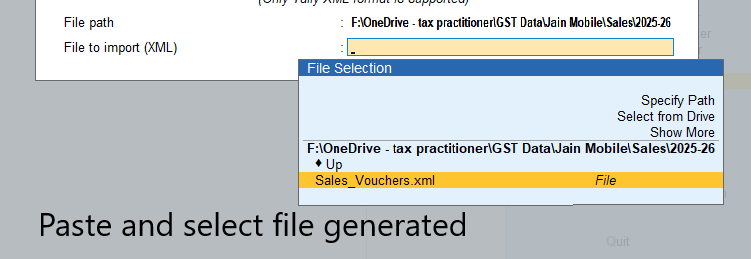 (Only Tally XML format is supported)
File path : F:\OneDrive - tax practitioner\GST Data\Jain Mobile\Sales\2025-26
File to import (XML) :
File Selection
Specify Path
Select from Drive
Show More
F:\OneDrive - tax practitioner\GST Data\Jain Mobile\Sales\2025-26
♦ Up
Sales_Vouchers.xml File
Paste and select file generated
Quit